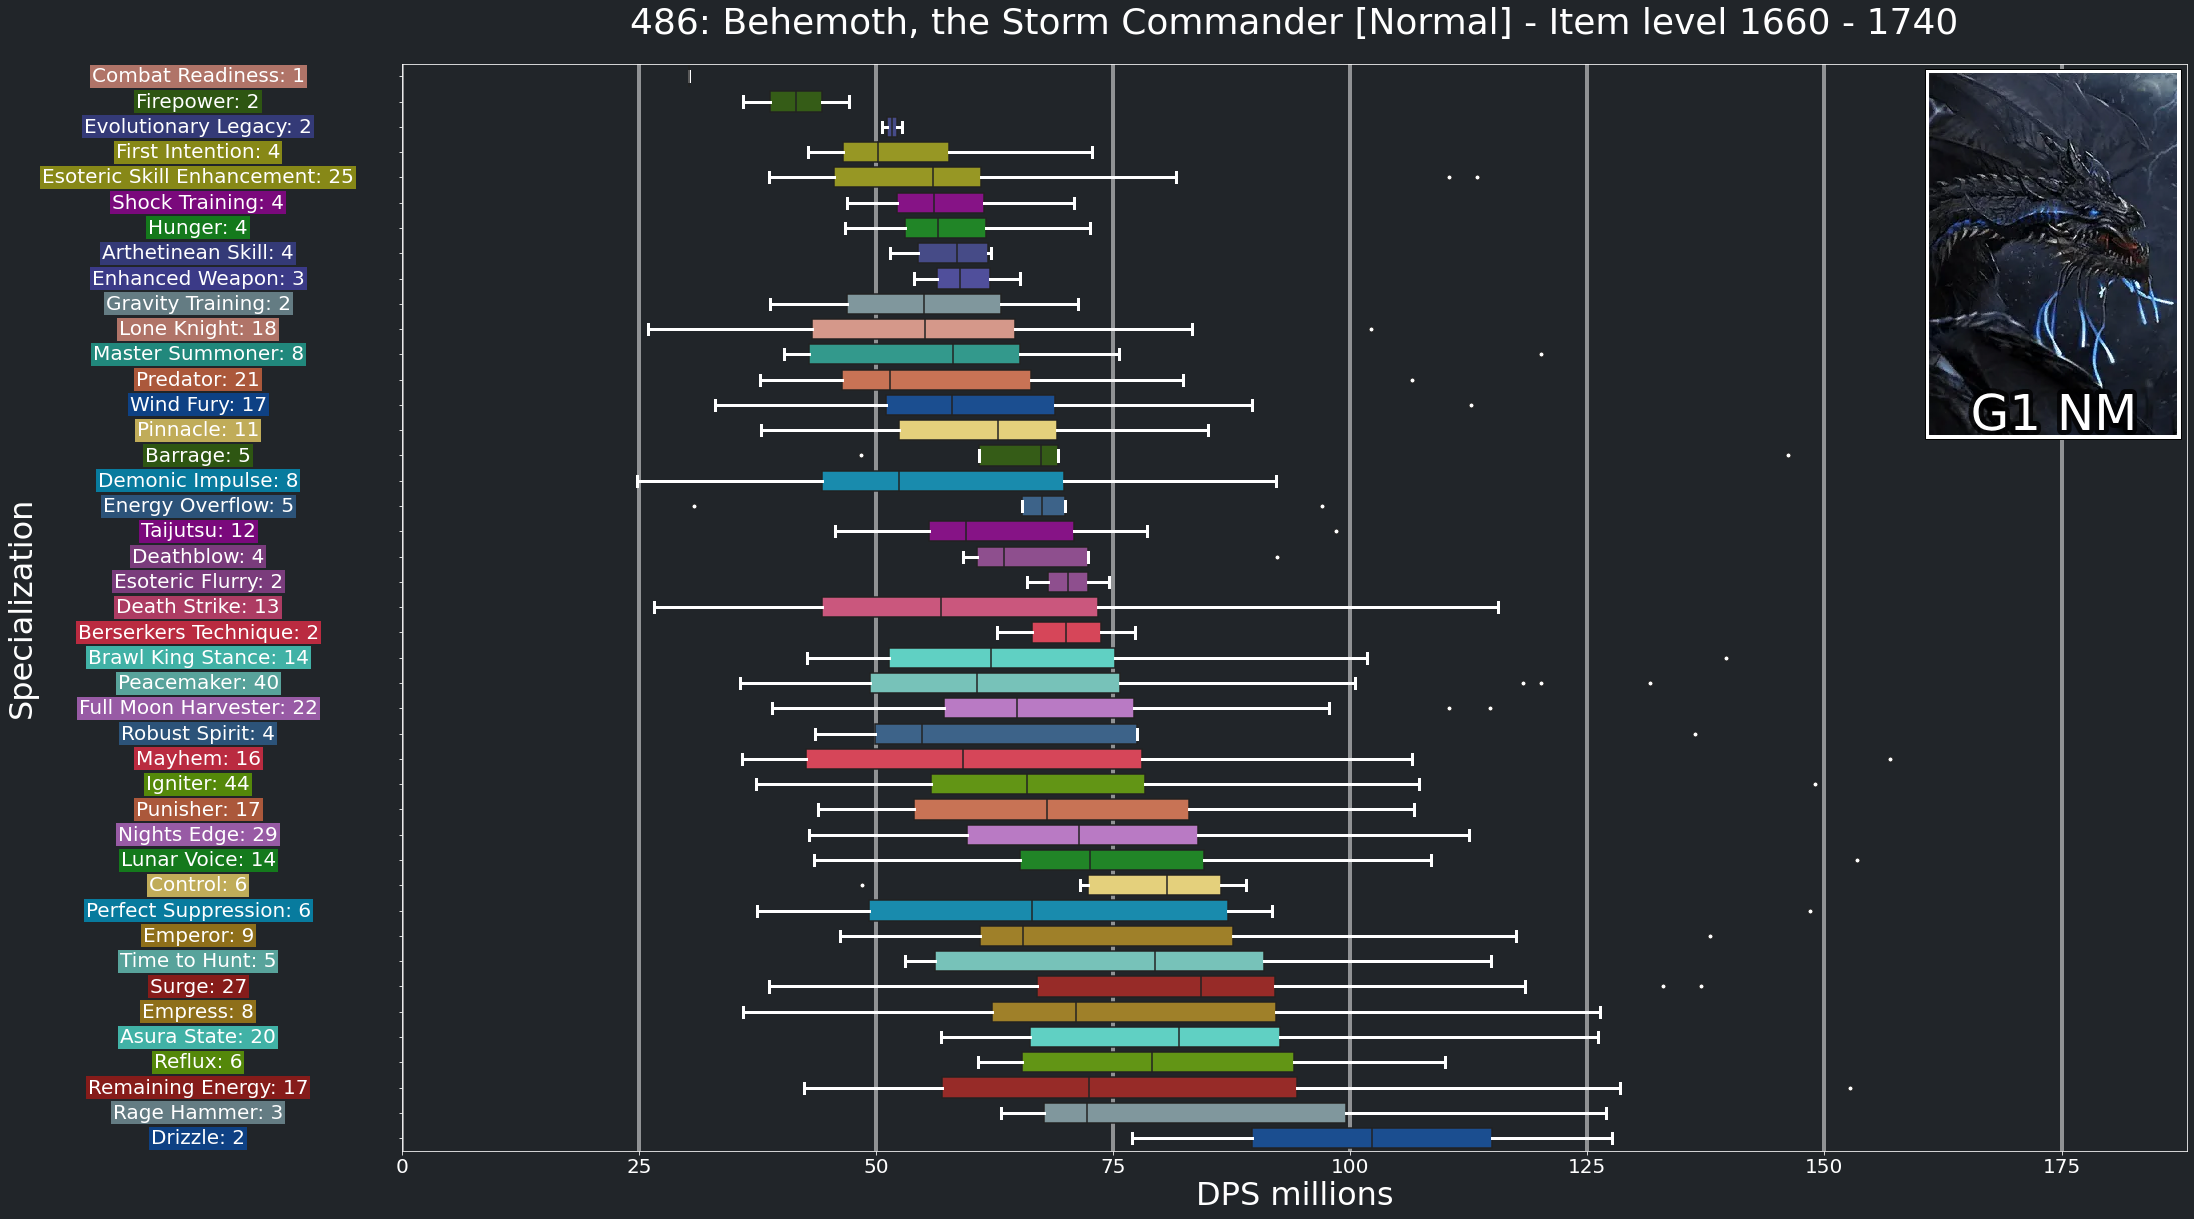 486: Behemoth, the Storm Commander [Normal] - Item level 1660 - 1740
Specialization
Combat Readiness: 1
Firepower: 2
Evolutionary Legacy: 2
First Intention: 4
Esoteric Skill Enhancement: 25
Shock Training: 4
Hunger: 4
Arthetinean Skill: 4
Enhanced Weapon: 3
Gravity Training: 2
Lone Knight: 18
Master Summoner: 8
Predator: 21
Wind Fury: 17
Pinnacle: 11
Barrage: 5
Demonic Impulse: 8
Energy Overflow: 5
Taijutsu: 12
Deathblow: 4
Esoteric Flurry: 2
Death Strike: 13
Berserkers Technique: 2
Brawl King Stance: 14
Peacemaker: 40
Full Moon Harvester: 22
Robust Spirit: 4
Mayhem: 16
Igniter: 44
Punisher: 17
Nights Edge: 29
Lunar Voice: 14
Control: 6
Perfect Suppression: 6
Emperor: 9
Time to Hunt: 5
Surge: 27
Empress: 8
Asura State: 20
Reflux: 6
Remaining Energy: 17
Rage Hammer: 3
Drizzle: 2
G1 NM
0 25 50 75 100 125 150 175
DPS millions